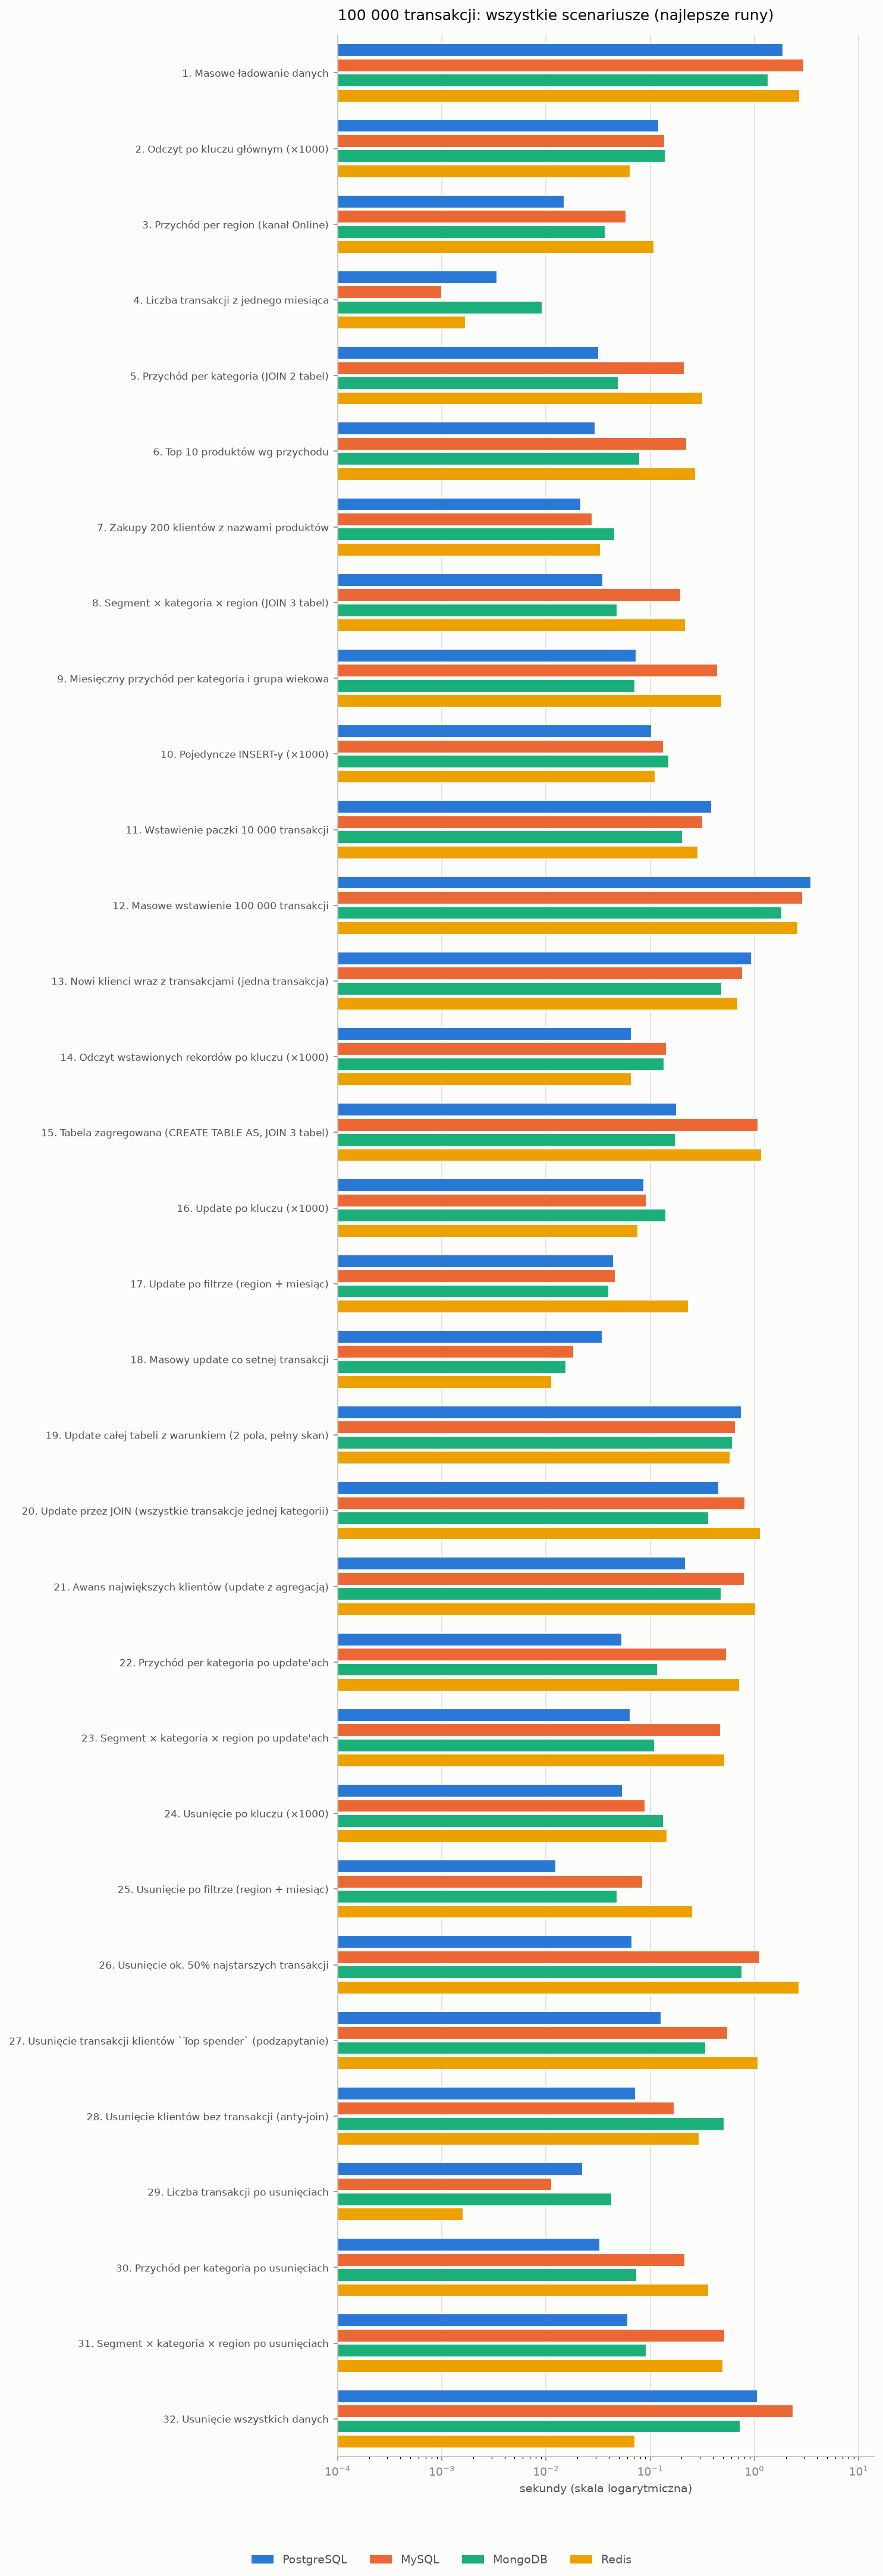 100 000 transakcji: wszystkie scenariusze (najlepsze runy)
1. Masowe ładowanie danych
2. Odczyt po kluczu głównym (×1000)
3. Przychód per region (kanał Online)
4. Liczba transakcji z jednego miesiąca
5. Przychód per kategoria (JOIN 2 tabel)
6. Top 10 produktów wg przychodu
7. Zakupy 200 klientów z nazwami produktów
8. Segment × kategoria × region (JOIN 3 tabel)
9. Miesięczny przychód per kategoria i grupa wiekowa
10. Pojedyncze INSERT-y (×1000)
11. Wstawienie paczki 10 000 transakcji
12. Masowe wstawienie 100 000 transakcji
13. Nowi klienci wraz z transakcjami (jedna transakcja)
14. Odczyt wstawionych rekordów po kluczu (×1000)
15. Tabela zagregowana (CREATE TABLE AS, JOIN 3 tabel)
16. Update po kluczu (×1000)
17. Update po filtrze (region + miesiąc)
18. Masowy update co setnej transakcji
19. Update całej tabeli z warunkiem (2 pola, pełny skan)
20. Update przez JOIN (wszystkie transakcje jednej kategorii)
21. Awans największych klientów (update z agregacją)
22. Przychód per kategoria po update'ach
23. Segment × kategoria × region po update'ach
24. Usunięcie po kluczu (×1000)
25. Usunięcie po filtrze (region + miesiąc)
26. Usunięcie ok. 50% najstarszych transakcji
27. Usunięcie transakcji klientów `Top spender` (podzapytanie)
28. Usunięcie klientów bez transakcji (anty-join)
29. Liczba transakcji po usunięciach
30. Przychód per kategoria po usunięciach
31. Segment × kategoria × region po usunięciach
32. Usunięcie wszystkich danych
10⁻⁴ 10⁻³ 10⁻² 10⁻¹ 10⁰ 10¹
sekundy (skala logarytmiczna)
PostgreSQL MySQL MongoDB Redis